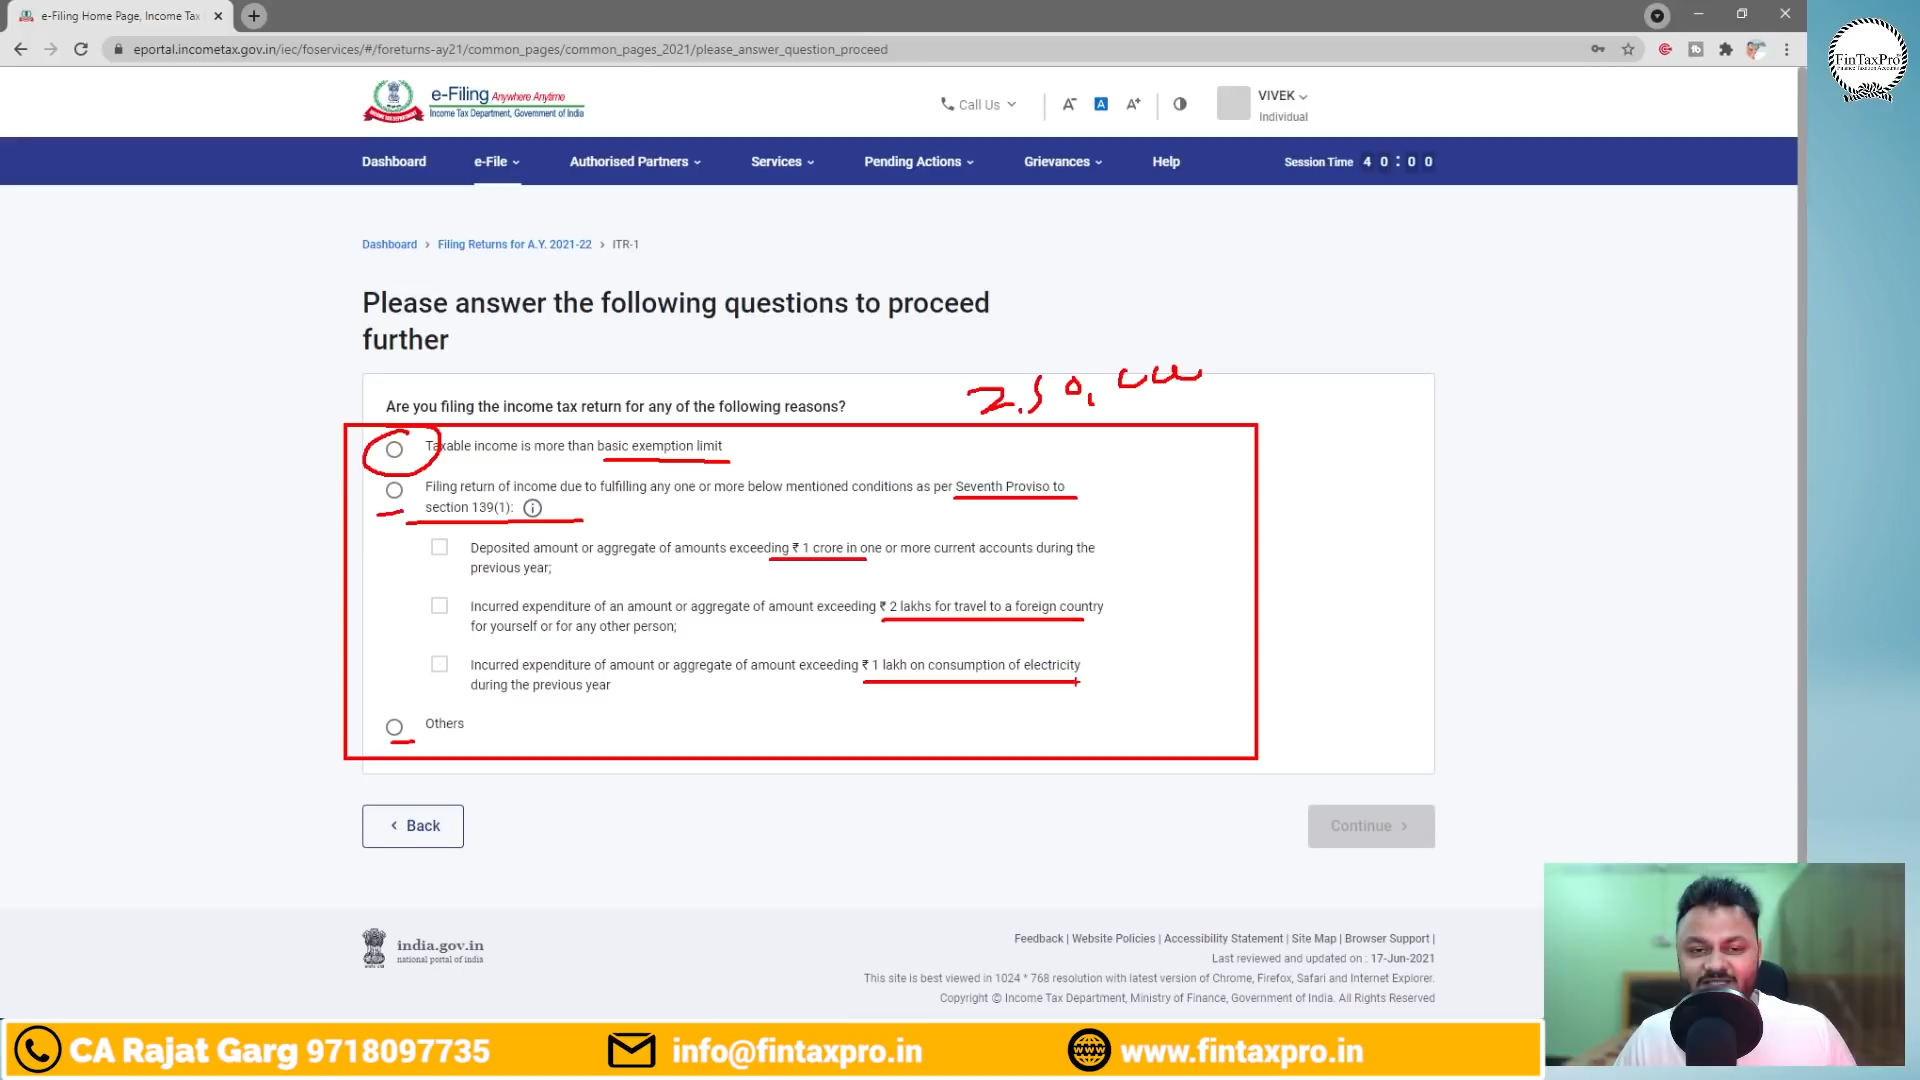 e-Filing Home Page, Income Tax
eportal.incometax.gov.in/iec/foservices/#/foreturns-ay21/common_pages/common_pages_2021/please_answer_question_proceed
FinTaxPro
e-Filing Anywhere Anytime
Income Tax Department, Government of India
Call Us
A-
A
A+
VIVEK
Individual
Dashboard
e-File
Authorised Partners
Services
Pending Actions
Grievances
Help
Session Time 4 0 : 0 0
Dashboard > Filing Returns for A.Y. 2021-22 > ITR-1
Please answer the following questions to proceed
further
2.50,000
Are you filing the income tax return for any of the following reasons?
Taxable income is more than basic exemption limit
Filing return of income due to fulfilling any one or more below mentioned conditions as per Seventh Proviso to
section 139(1):
Deposited amount or aggregate of amounts exceeding ₹ 1 crore in one or more current accounts during the
previous year;
Incurred expenditure of an amount or aggregate of amount exceeding ₹ 2 lakhs for travel to a foreign country
for yourself or for any other person;
Incurred expenditure of amount or aggregate of amount exceeding ₹ 1 lakh on consumption of electricity
during the previous year
Others
< Back
Continue >
india.gov.in
national portal of india
Feedback | Website Policies | Accessibility Statement | Site Map | Browser Support |
Last reviewed and updated on : 17-Jun-2021
This site is best viewed in 1024 * 768 resolution with latest version of Chrome, Firefox, Safari and Internet Explorer.
Copyright © Income Tax Department, Ministry of Finance, Government of India. All Rights Reserved
CA Rajat Garg 9718097735
info@fintaxpro.in
www
www.fintaxpro.in